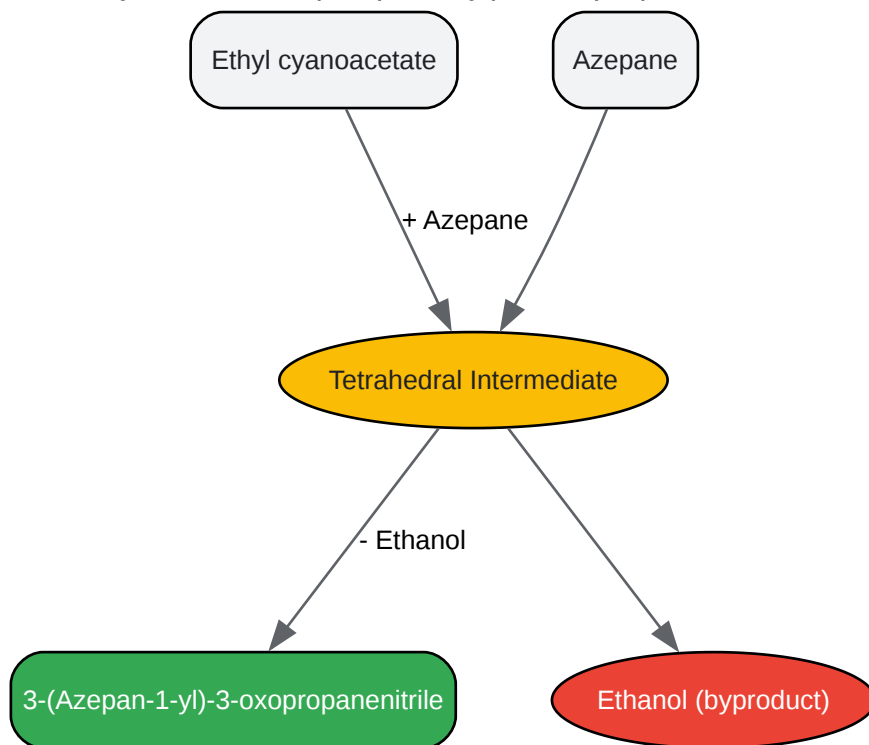 Ethyl cyanoacetate
Azepane
+ Azepane
Tetrahedral Intermediate
- Ethanol
3-(Azepan-1-yl)-3-oxopropanenitrile
Ethanol (byproduct)